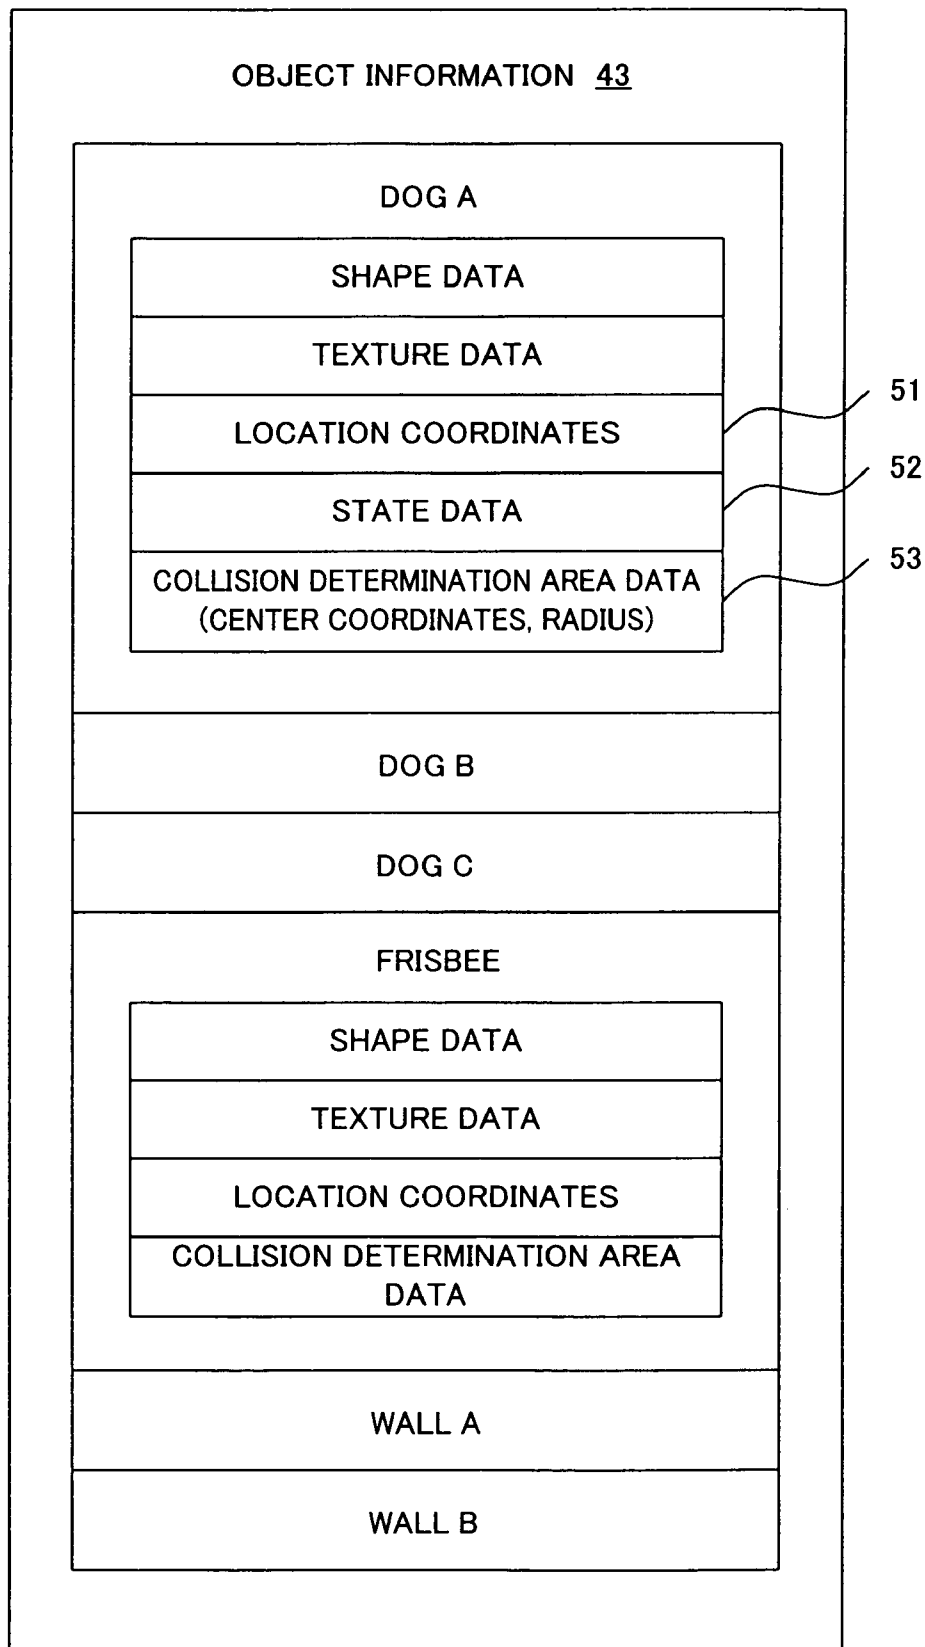 OBJECT INFORMATION 43
DOG A
SHAPE DATA
TEXTURE DATA
LOCATION COORDINATES
51
STATE DATA
52
COLLISION DETERMINATION AREA DATA
(CENTER COORDINATES, RADIUS)
53
DOG B
DOG C
FRISBEE
SHAPE DATA
TEXTURE DATA
LOCATION COORDINATES
COLLISION DETERMINATION AREA
DATA
WALL A
WALL B